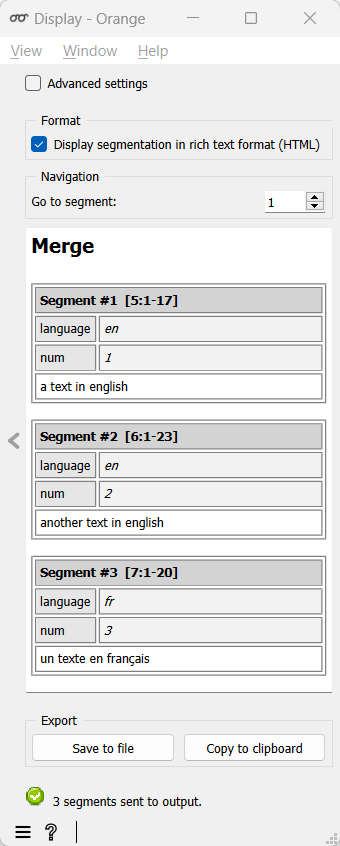 Display - Orange
View Window Help
Advanced settings
Format
Display segmentation in rich text format (HTML)
Navigation
Go to segment: 1
Merge
Segment #1 [5:1-17]
language en
num 1
a text in english
Segment #2 [6:1-23]
language en
num 2
another text in english
Segment #3 [7:1-20]
language fr
num 3
un texte en français
Export
Save to file Copy to clipboard
3 segments sent to output.
?